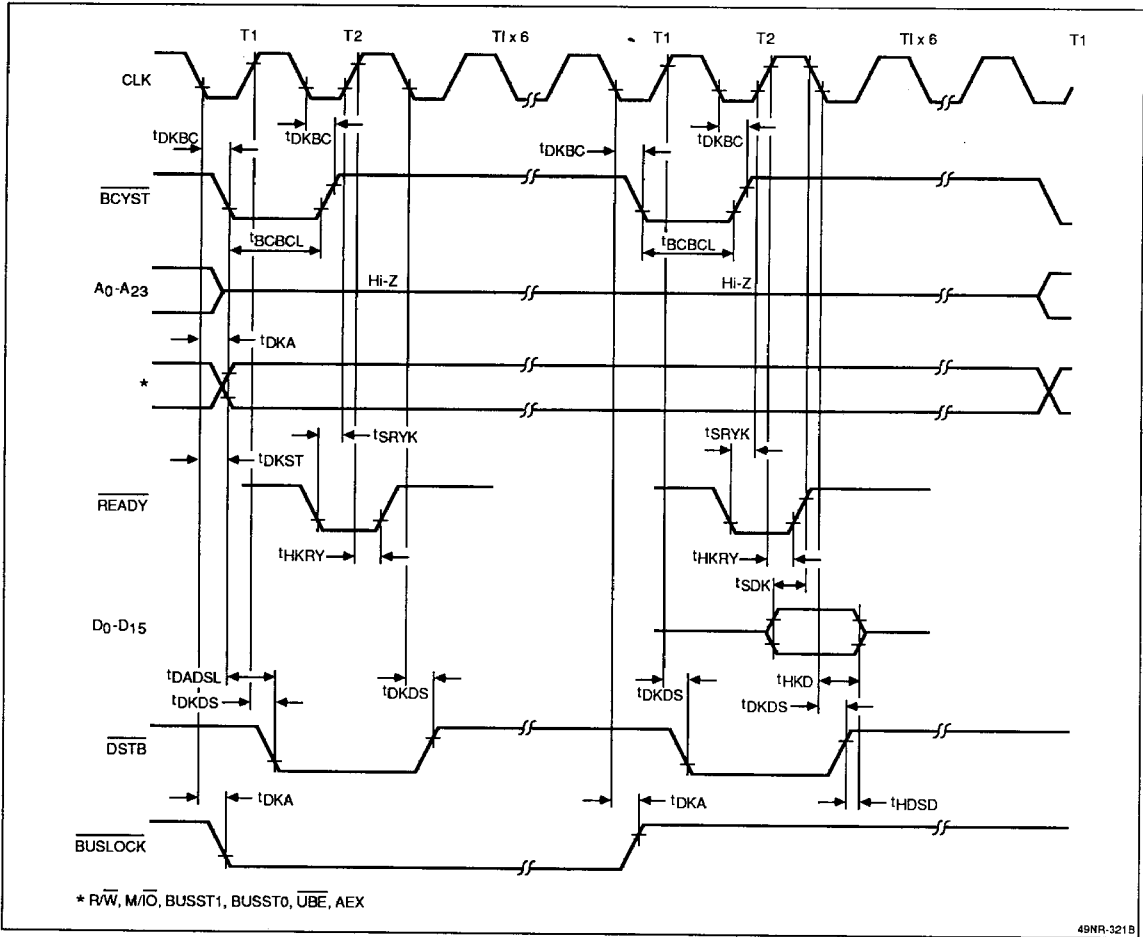 T1 T2 TI x 6 T1 T2 TI x 6 T1
CLK
tDKBC tDKBC tDKBC tDKBC
BCYST
tBCBCL tBCBCL
A0-A23 Hi-Z Hi-Z
tDKA
*
tSRYK tSRYK
tDKST
READY
tHKRY tHKRY
tSDK
D0-D15
tDADSL tDKDS tHKD
tDKDS tDKDS tDKDS
DSTB
tDKA tDKA tHDSD
BUSLOCK
* R/W, M/IO, BUSST1, BUSST0, UBE, AEX
49NR-321B